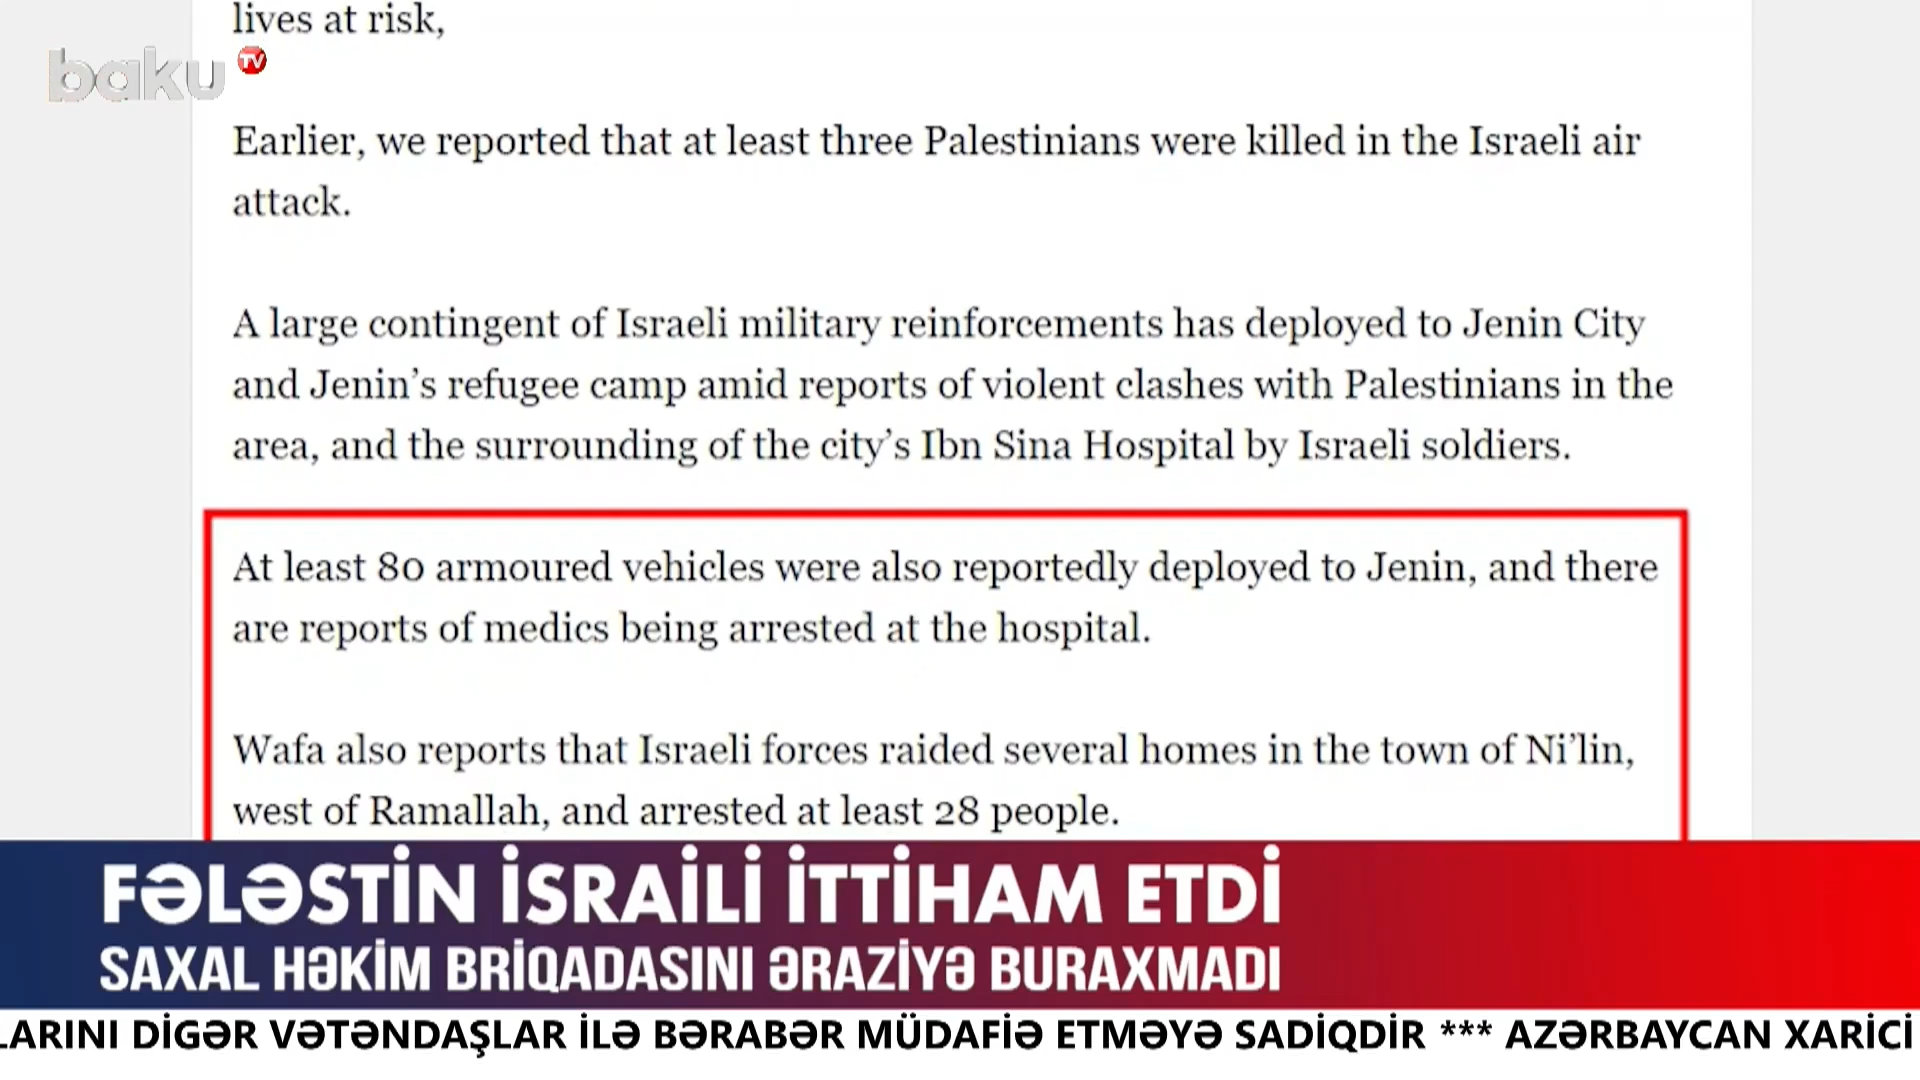 lives at risk,
baku TV
Earlier, we reported that at least three Palestinians were killed in the Israeli air
attack.
A large contingent of Israeli military reinforcements has deployed to Jenin City
and Jenin’s refugee camp amid reports of violent clashes with Palestinians in the
area, and the surrounding of the city’s Ibn Sina Hospital by Israeli soldiers.
At least 80 armoured vehicles were also reportedly deployed to Jenin, and there
are reports of medics being arrested at the hospital.
Wafa also reports that Israeli forces raided several homes in the town of Ni’lin,
west of Ramallah, and arrested at least 28 people.
FƏLƏSTİN İSRAİLİ İTTİHAM ETDİ
SAXAL HƏKİM BRİQADASINI ƏRAZİYƏ BURAXMADI
LARINI DİGƏR VƏTƏNDAŞLAR İLƏ BƏRABƏR MÜDAFİƏ ETMƏYƏ SADİQDİR *** AZƏRBAYCAN XARİCİ